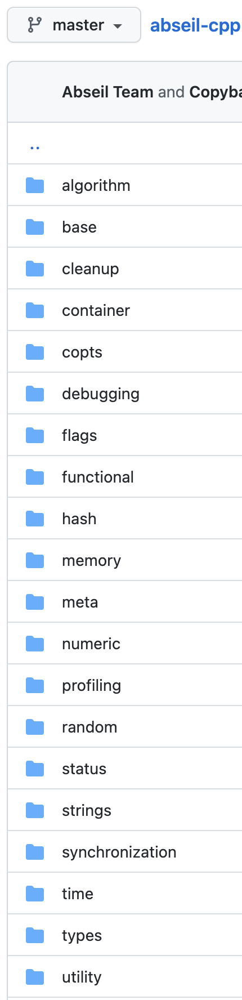 master abseil-cpp
Abseil Team and Copyba
..
algorithm
base
cleanup
container
copts
debugging
flags
functional
hash
memory
meta
numeric
profiling
random
status
strings
synchronization
time
types
utility